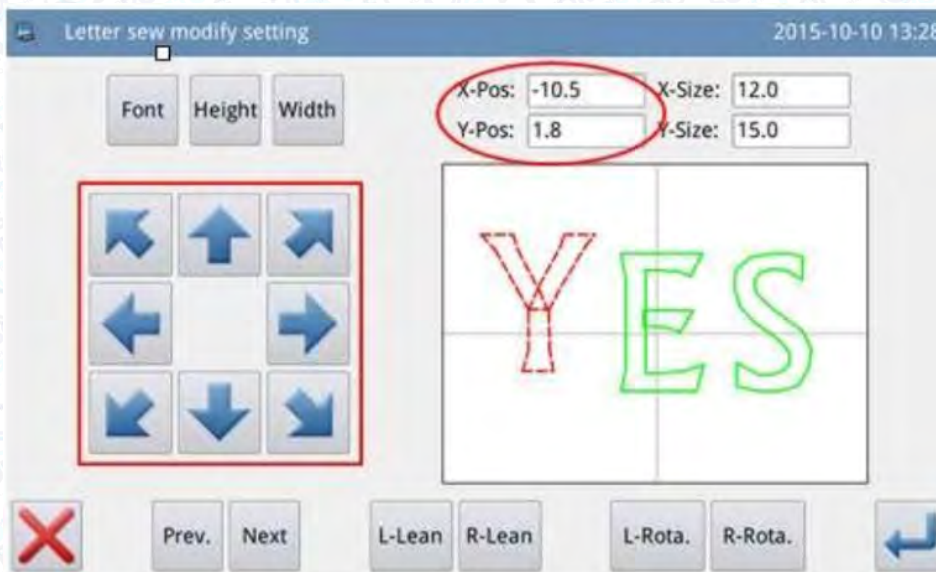 Letter sew modify setting 2015-10-10 13:28
Font Height Width
X-Pos: -10.5 X-Size: 12.0
Y-Pos: 1.8 Y-Size: 15.0
YES
Prev. Next L-Lean R-Lean L-Rota. R-Rota.